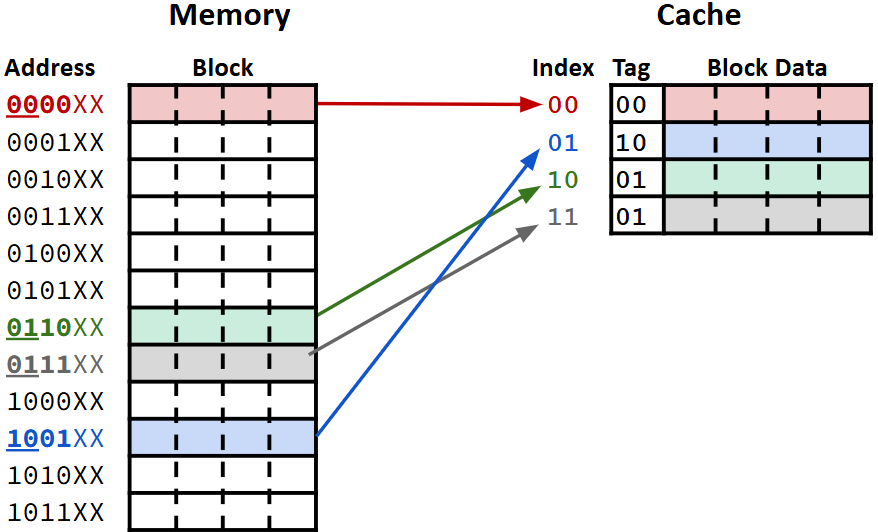 Memory Cache
Address Block Index Tag Block Data
0000XX 00 00
0001XX 01 10
0010XX 10 01
0011XX 11 01
0100XX
0101XX
0110XX
0111XX
1000XX
1001XX
1010XX
1011XX